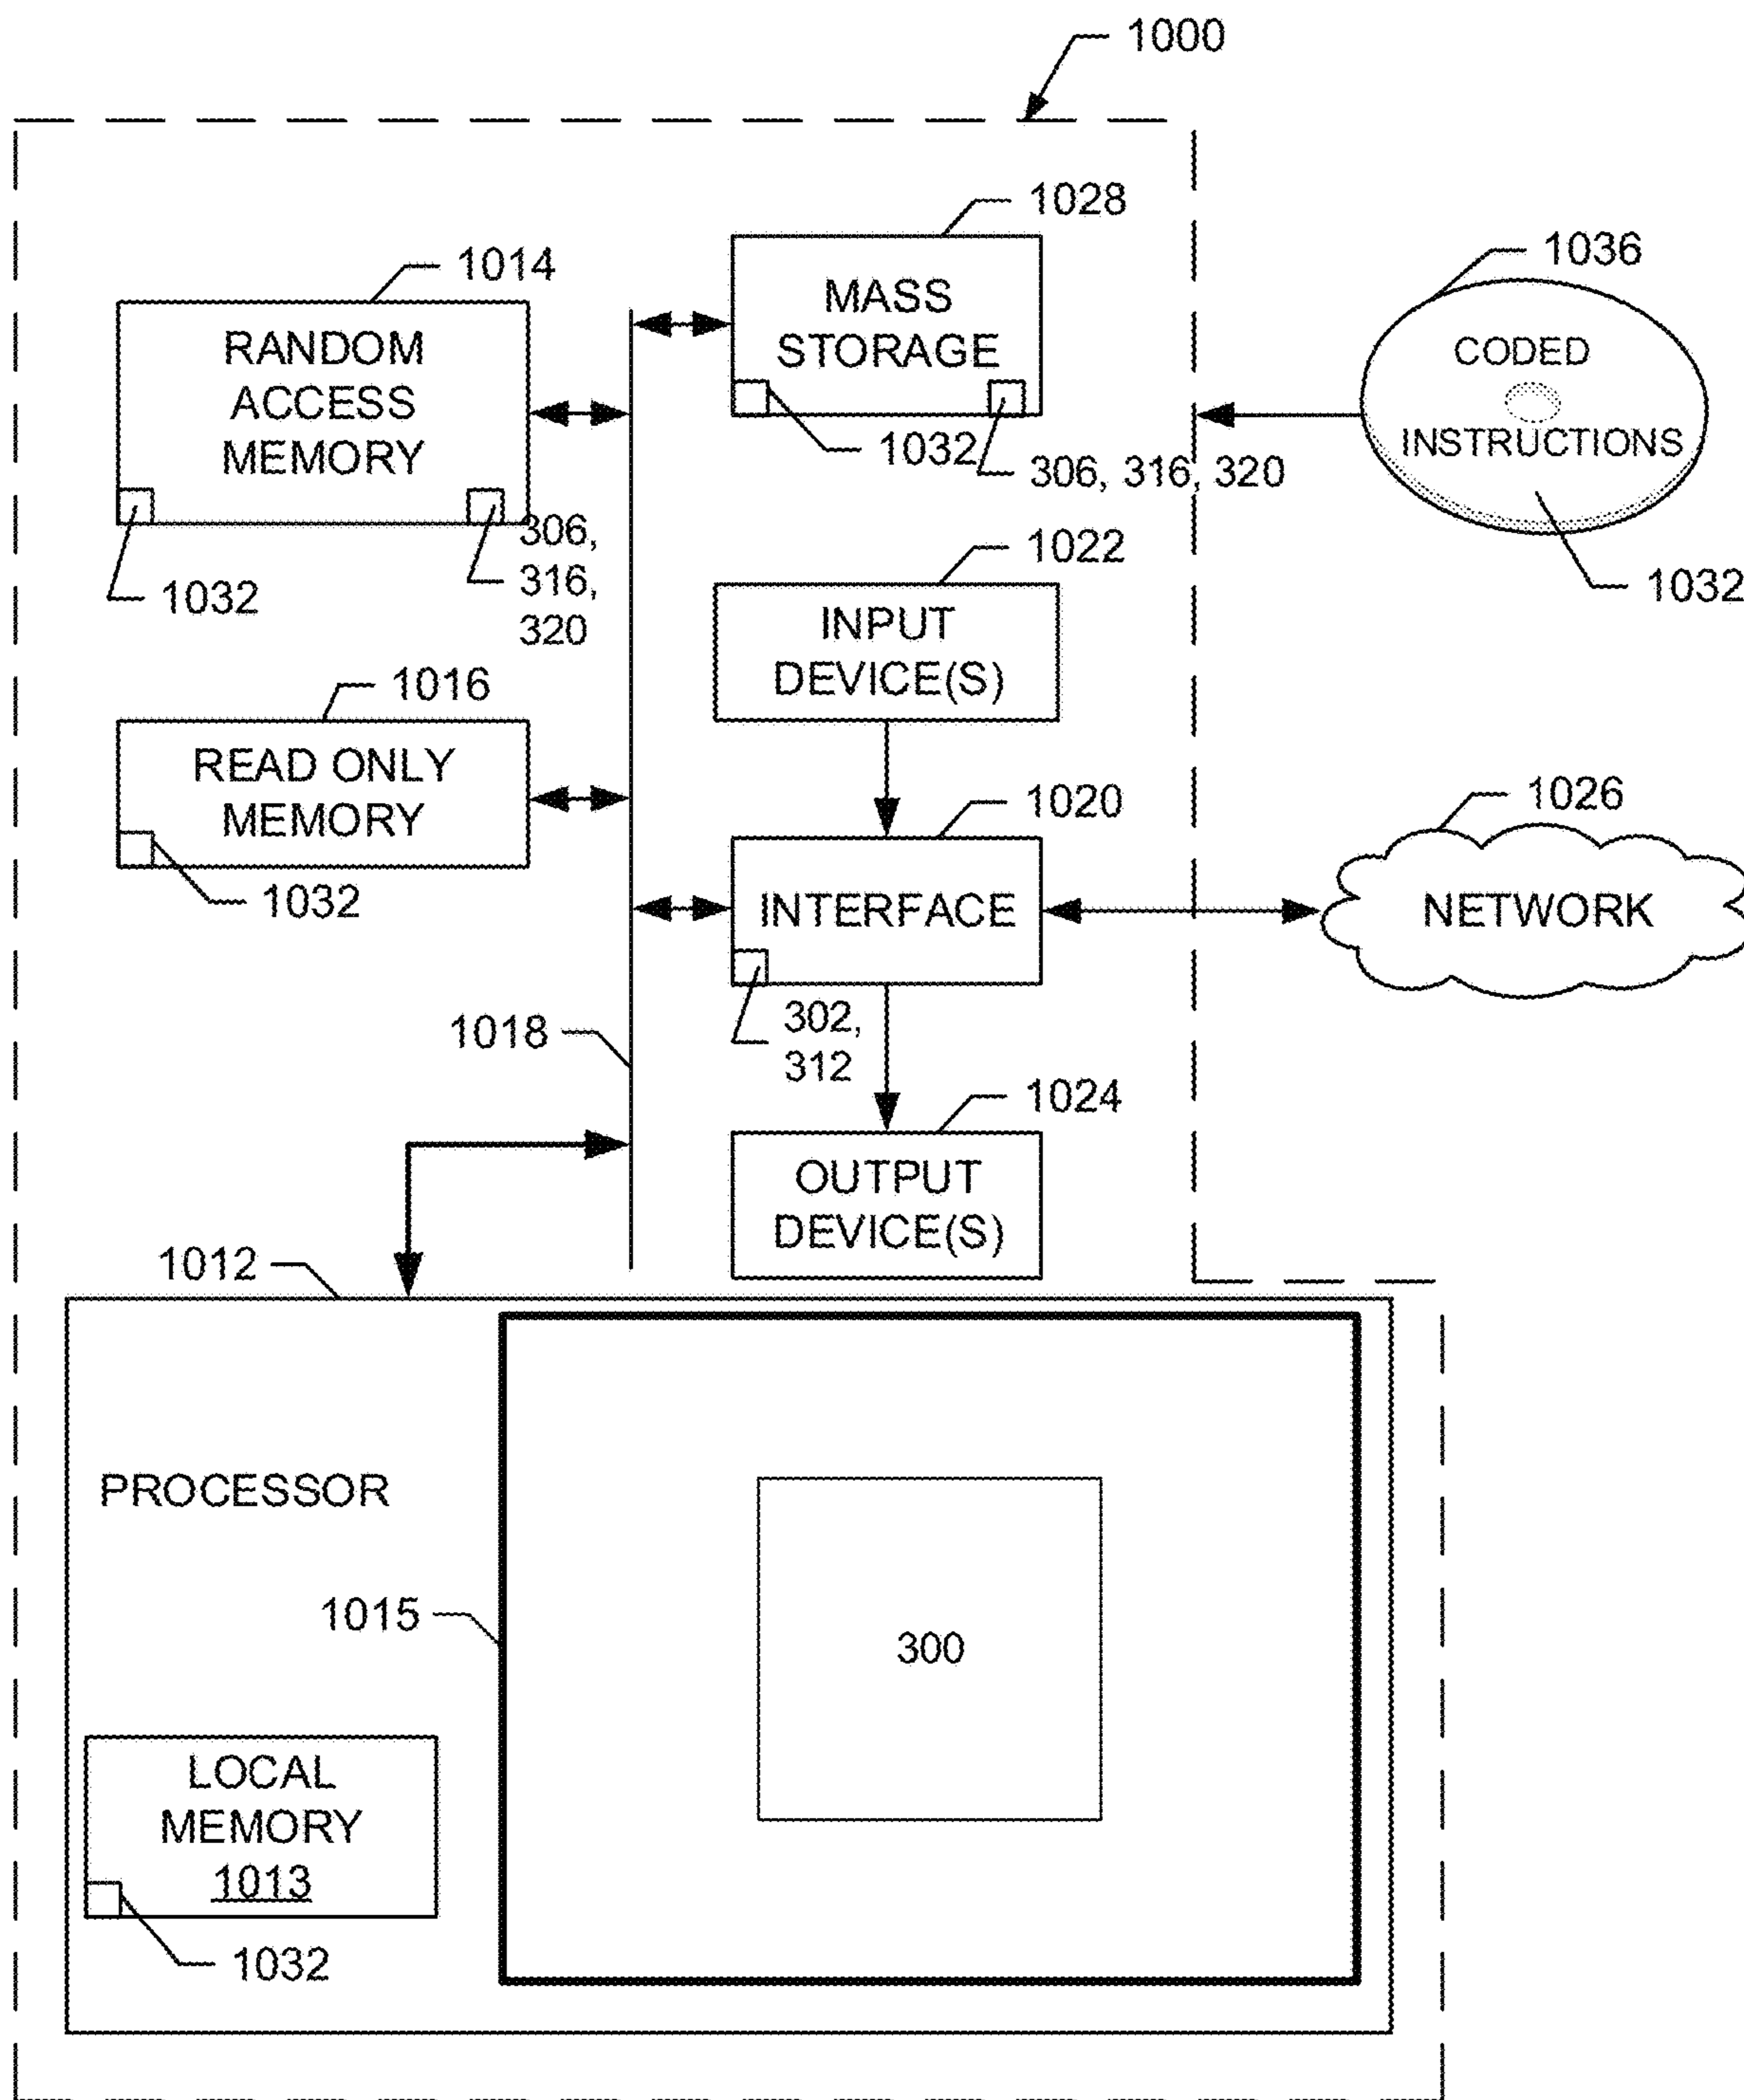 1000
1028
MASS
STORAGE
1032
306, 316, 320
1014
RANDOM
ACCESS
MEMORY
1032
306,
316,
320
1036
CODED
INSTRUCTIONS
1032
1022
INPUT
DEVICE(S)
1016
READ ONLY
MEMORY
1032
1020
INTERFACE
302,
312
1026
NETWORK
1018
1024
OUTPUT
DEVICE(S)
1012
PROCESSOR
1015
300
LOCAL
MEMORY
1013
1032